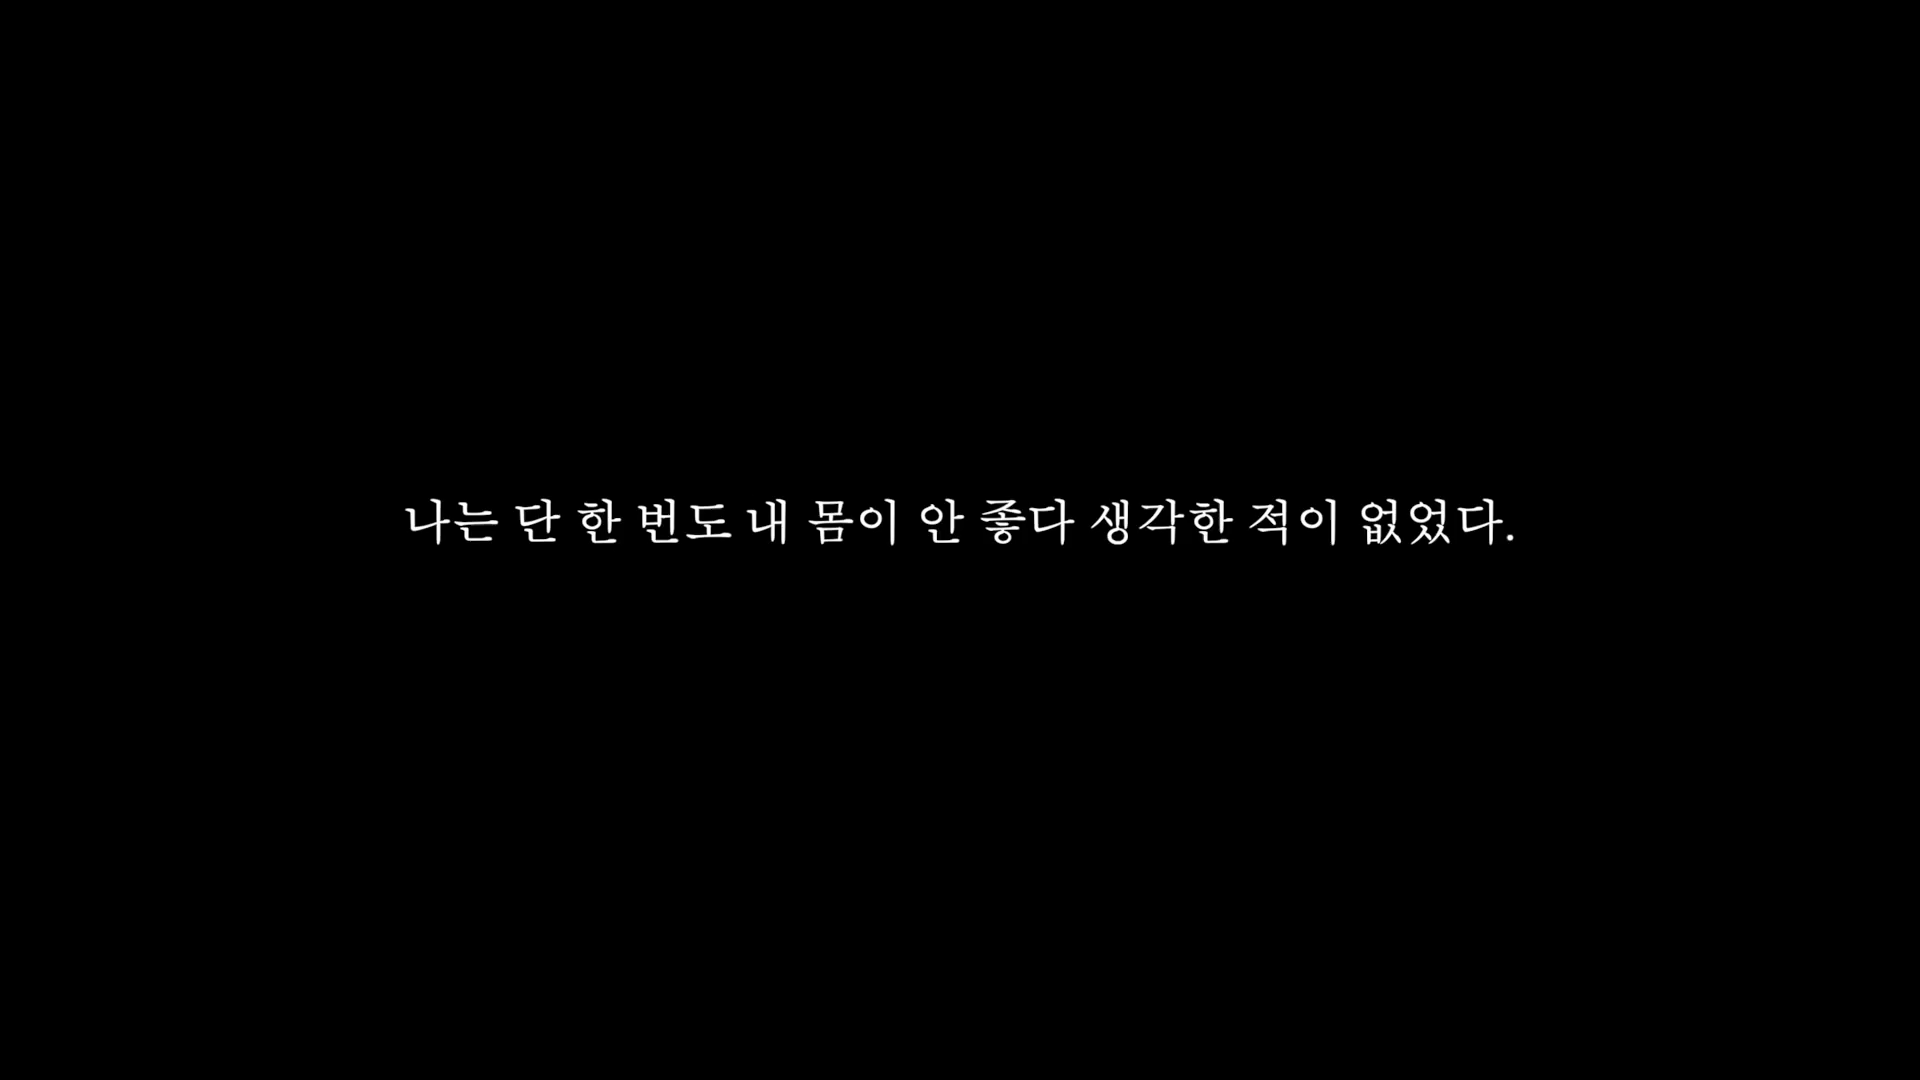 나는 단 한 번도 내 몸이 안 좋다 생각한 적이 없었다.